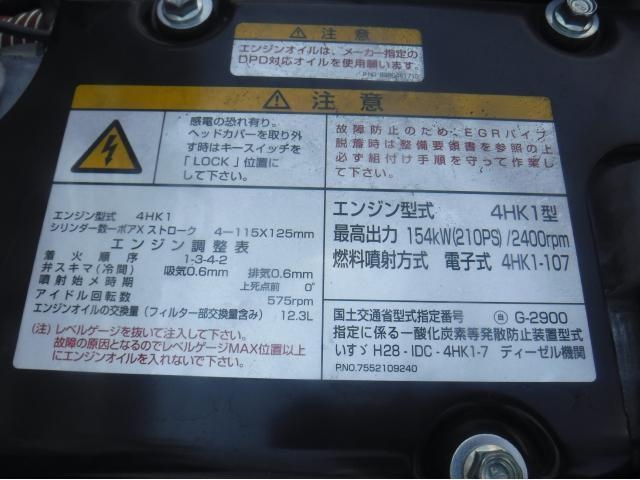 注意
エンジンオイルは、メーカー指定の
DPD対応オイルを使用願います。
注意
感電の恐れ有り。
ヘッドカバーを取り外
す時はキースイッチを
「LOCK」位置に
して下さい。
故障防止のため、EGRパイプ
脱着時は整備要領書を参照の上
必ず組付け手順を守って作業し
て下さい。
エンジン型式 4HK1
シリンダー数ーボアXストローク 4-115X125mm
エンジン調整表
着火順序 1-3-4-2
弁スキマ(冷間) 吸気0.6mm 排気0.6mm
噴射始メ時期 上死点前 0°
アイドル回転数 575rpm
エンジンオイルの交換量(フィルター部交換量含み) 12.3L
(注)レベルゲージを抜いて注入して下さい。
故障の原因となるのでレベルゲージMAX位置以上
にエンジンオイルを入れないで下さい。
エンジン型式 4HK1型
最高出力 154kW(210PS)/2400rpm
燃料噴射方式 電子式 4HK1-107
国土交通省型式指定番号 G-2900
指定に係る一酸化炭素等発散防止装置型式
いすゞ H28-IDC-4HK1-7 ディーゼル機関
P.NO.7552109240